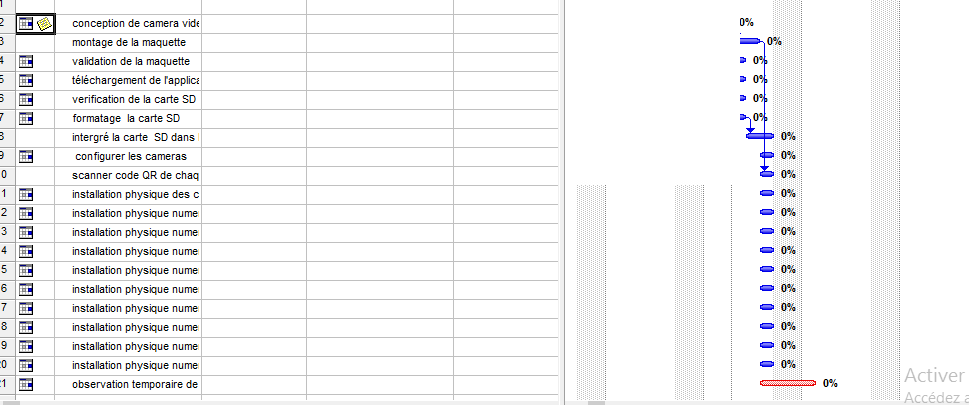 1
2 conception de camera vide 0%
3 montage de la maquette 0%
4 validation de la maquette 0%
5 téléchargement de l'applica 0%
6 verification de la carte SD 0%
7 formatage la carte SD 0%
8 intergré la carte SD dans l 0%
9 configurer les cameras 0%
0 scanner code QR de chaq 0%
1 installation physique des c 0%
2 installation physique nume 0%
3 installation physique nume 0%
4 installation physique nume 0%
5 installation physique nume 0%
6 installation physique nume 0%
7 installation physique nume 0%
8 installation physique nume 0%
9 installation physique nume 0%
20 installation physique nume 0%
21 observation temporaire de 0%
Activer
Accédez a